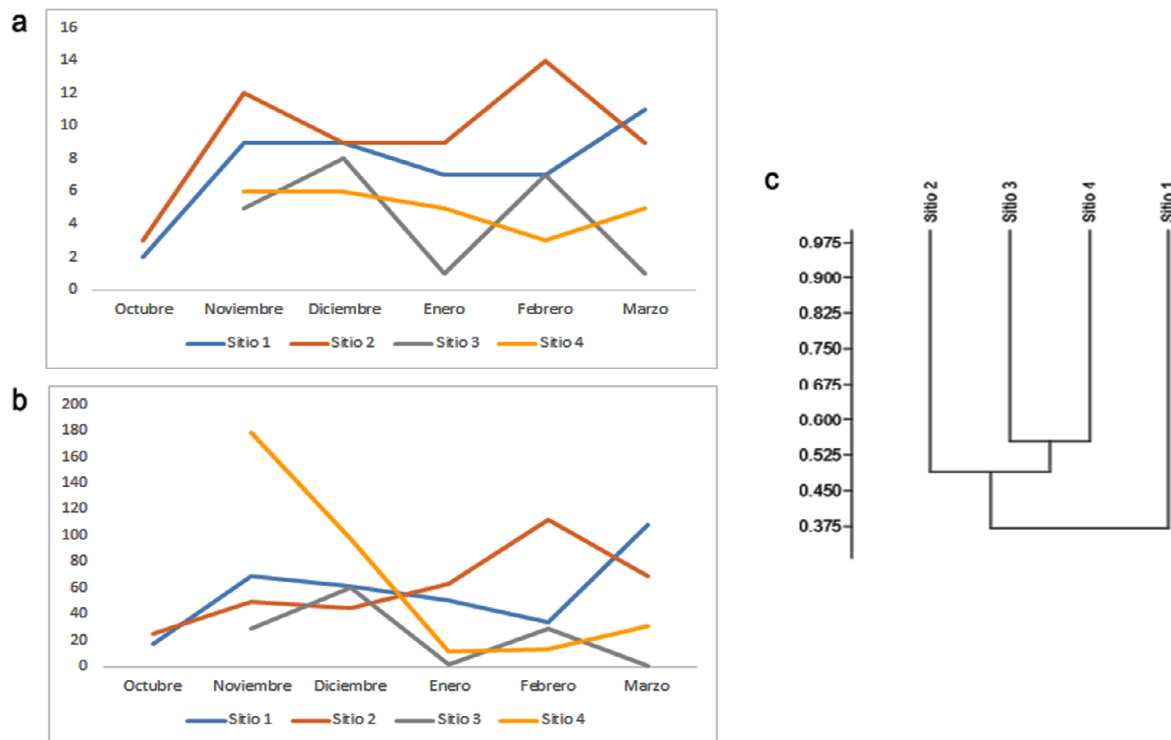 a
16
14
12
10
8
6
4
2
0
Octubre Noviembre Diciembre Enero Febrero Marzo
Sitio 1 Sitio 2 Sitio 3 Sitio 4
b
200
180
160
140
120
100
80
60
40
20
0
Octubre Noviembre Diciembre Enero Febrero Marzo
Sitio 1 Sitio 2 Sitio 3 Sitio 4
c
Sitio 2
Sitio 3
Sitio 4
Sitio 1
0.975
0.900
0.825
0.750
0.675
0.600
0.525
0.450
0.375